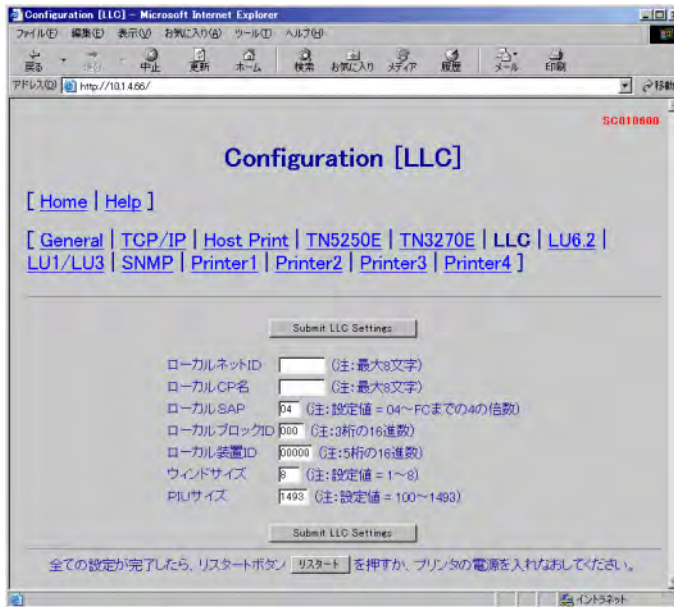 Configuration [LLC] - Microsoft Internet Explorer
ファイル(F) 編集(E) 表示(V) お気に入り(A) ツール(T) ヘルプ(H)
戻る 中止 更新 ホーム 検索 お気に入り メディア 履歴 メール 印刷
アドレス(D) http://10.1.4.66/ 移動
SC010600
Configuration [LLC]
[ Home | Help ]
[ General | TCP/IP | Host Print | TN5250E | TN3270E | LLC | LU6.2 |
LU1/LU3 | SNMP | Printer1 | Printer2 | Printer3 | Printer4 ]
Submit LLC Settings
ローカルネットID (注:最大8文字)
ローカルCP名 (注:最大8文字)
ローカルSAP 04 (注:設定値 = 04～FCまでの4の倍数)
ローカルブロックID 000 (注:3桁の16進数)
ローカル装置ID 00000 (注:5桁の16進数)
ウィンドサイズ 8 (注:設定値 = 1～8)
PIUサイズ 1493 (注:設定値 = 100～1493)
Submit LLC Settings
全ての設定が完了したら、リスタートボタン リスタート を押すか、プリンタの電源を入れなおしてください。
イントラネット